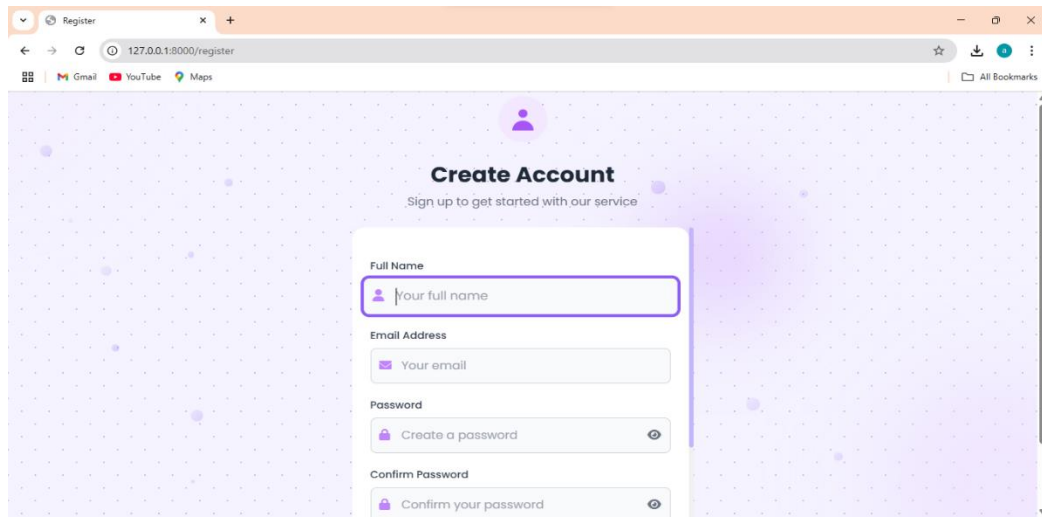 Register
127.0.0.1:8000/register
a
Gmail YouTube Maps All Bookmarks
Create Account
Sign up to get started with our service
Full Name
Your full name
Email Address
Your email
Password
Create a password
Confirm Password
Confirm your password